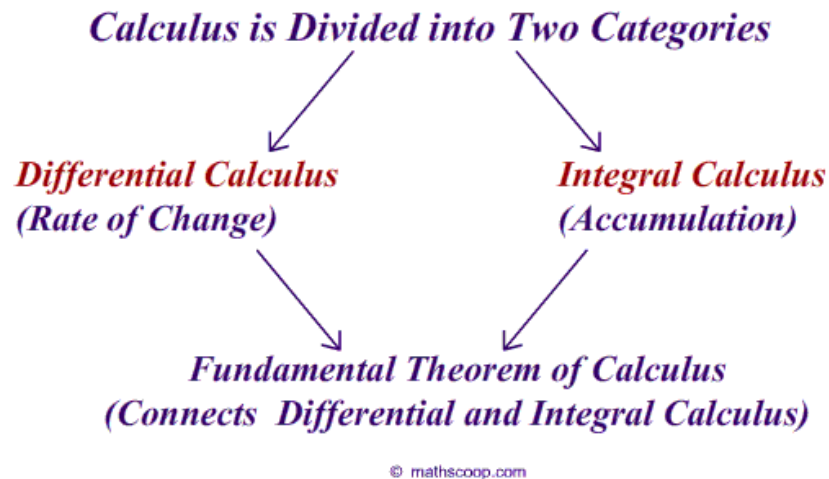 Calculus is Divided into Two Categories
Differential Calculus
(Rate of Change)
Integral Calculus
(Accumulation)
Fundamental Theorem of Calculus
(Connects Differential and Integral Calculus)
© mathscoop.com